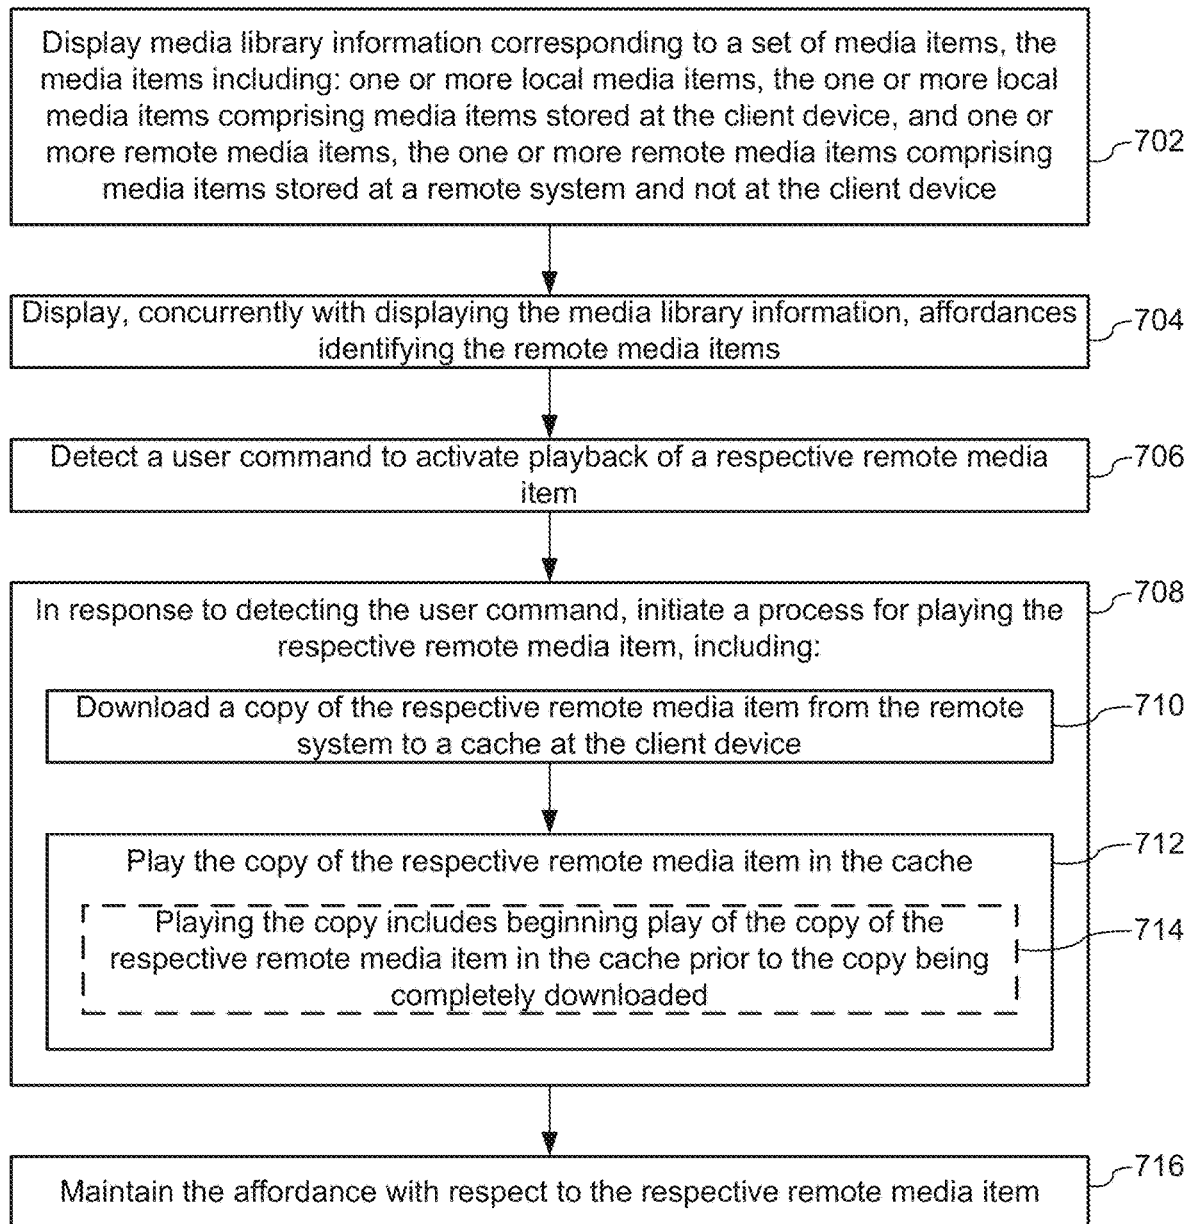 Display media library information corresponding to a set of media items, the
media items including: one or more local media items, the one or more local
media items comprising media items stored at the client device, and one or
more remote media items, the one or more remote media items comprising
media items stored at a remote system and not at the client device
702
Display, concurrently with displaying the media library information, affordances
identifying the remote media items
704
Detect a user command to activate playback of a respective remote media
item
706
In response to detecting the user command, initiate a process for playing the
respective remote media item, including:
708
Download a copy of the respective remote media item from the remote
system to a cache at the client device
710
Play the copy of the respective remote media item in the cache
712
Playing the copy includes beginning play of the copy of the
respective remote media item in the cache prior to the copy being
completely downloaded
714
Maintain the affordance with respect to the respective remote media item
716